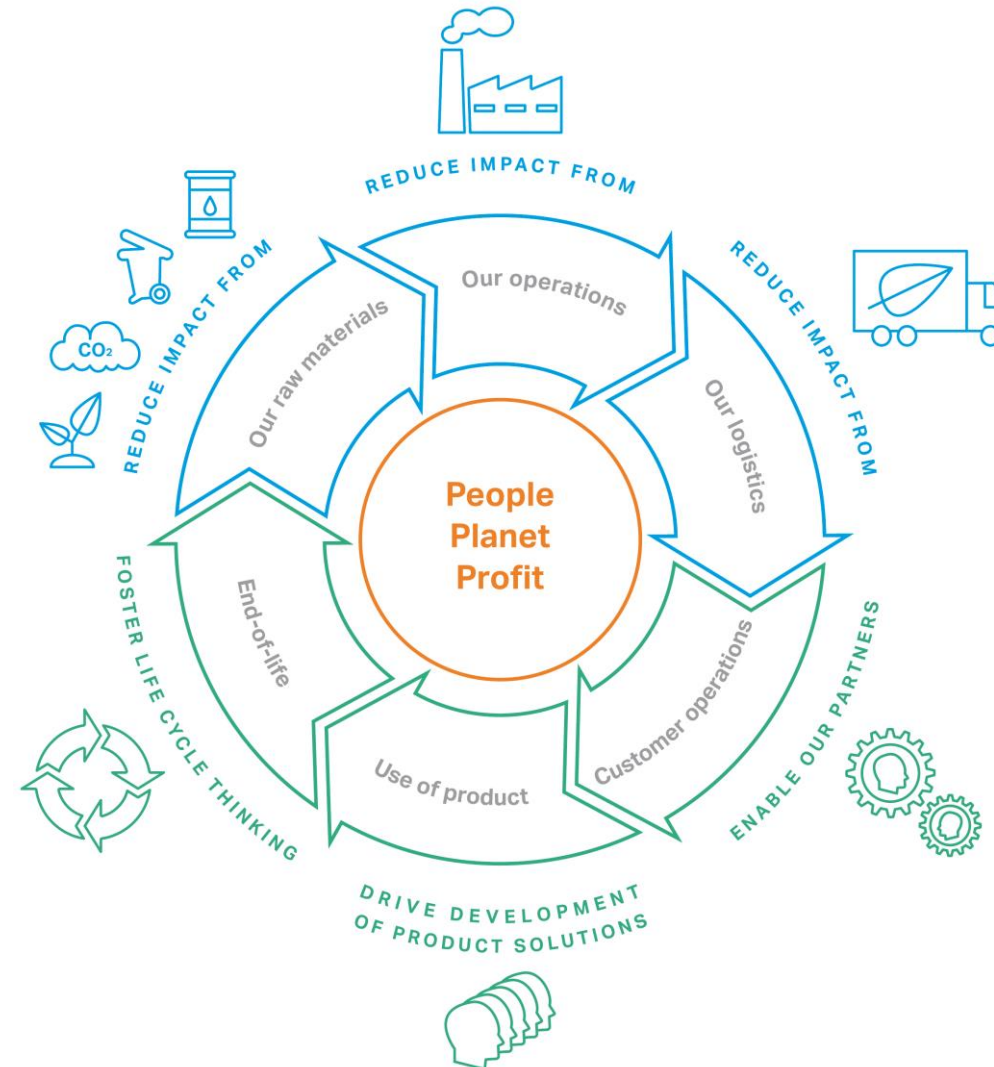 REDUCE IMPACT FROM
Our operations
REDUCE IMPACT FROM
Our logistics
ENABLE OUR PARTNERS
Customer operations
DRIVE DEVELOPMENT
OF PRODUCT SOLUTIONS
Use of product
FOSTER LIFE CYCLE THINKING
End-of-life
REDUCE IMPACT FROM
Our raw materials
CO₂
People
Planet
Profit